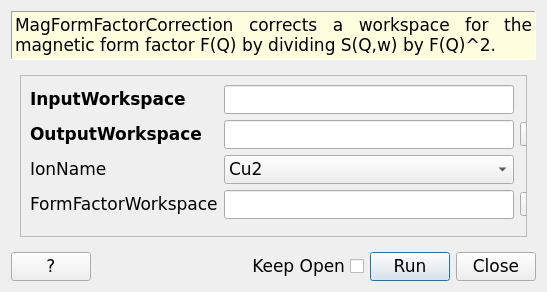 MagFormFactorCorrection corrects a workspace for the
magnetic form factor F(Q) by dividing S(Q,w) by F(Q)^2.
InputWorkspace
OutputWorkspace
IonName Cu2
FormFactorWorkspace
? Keep Open Run Close